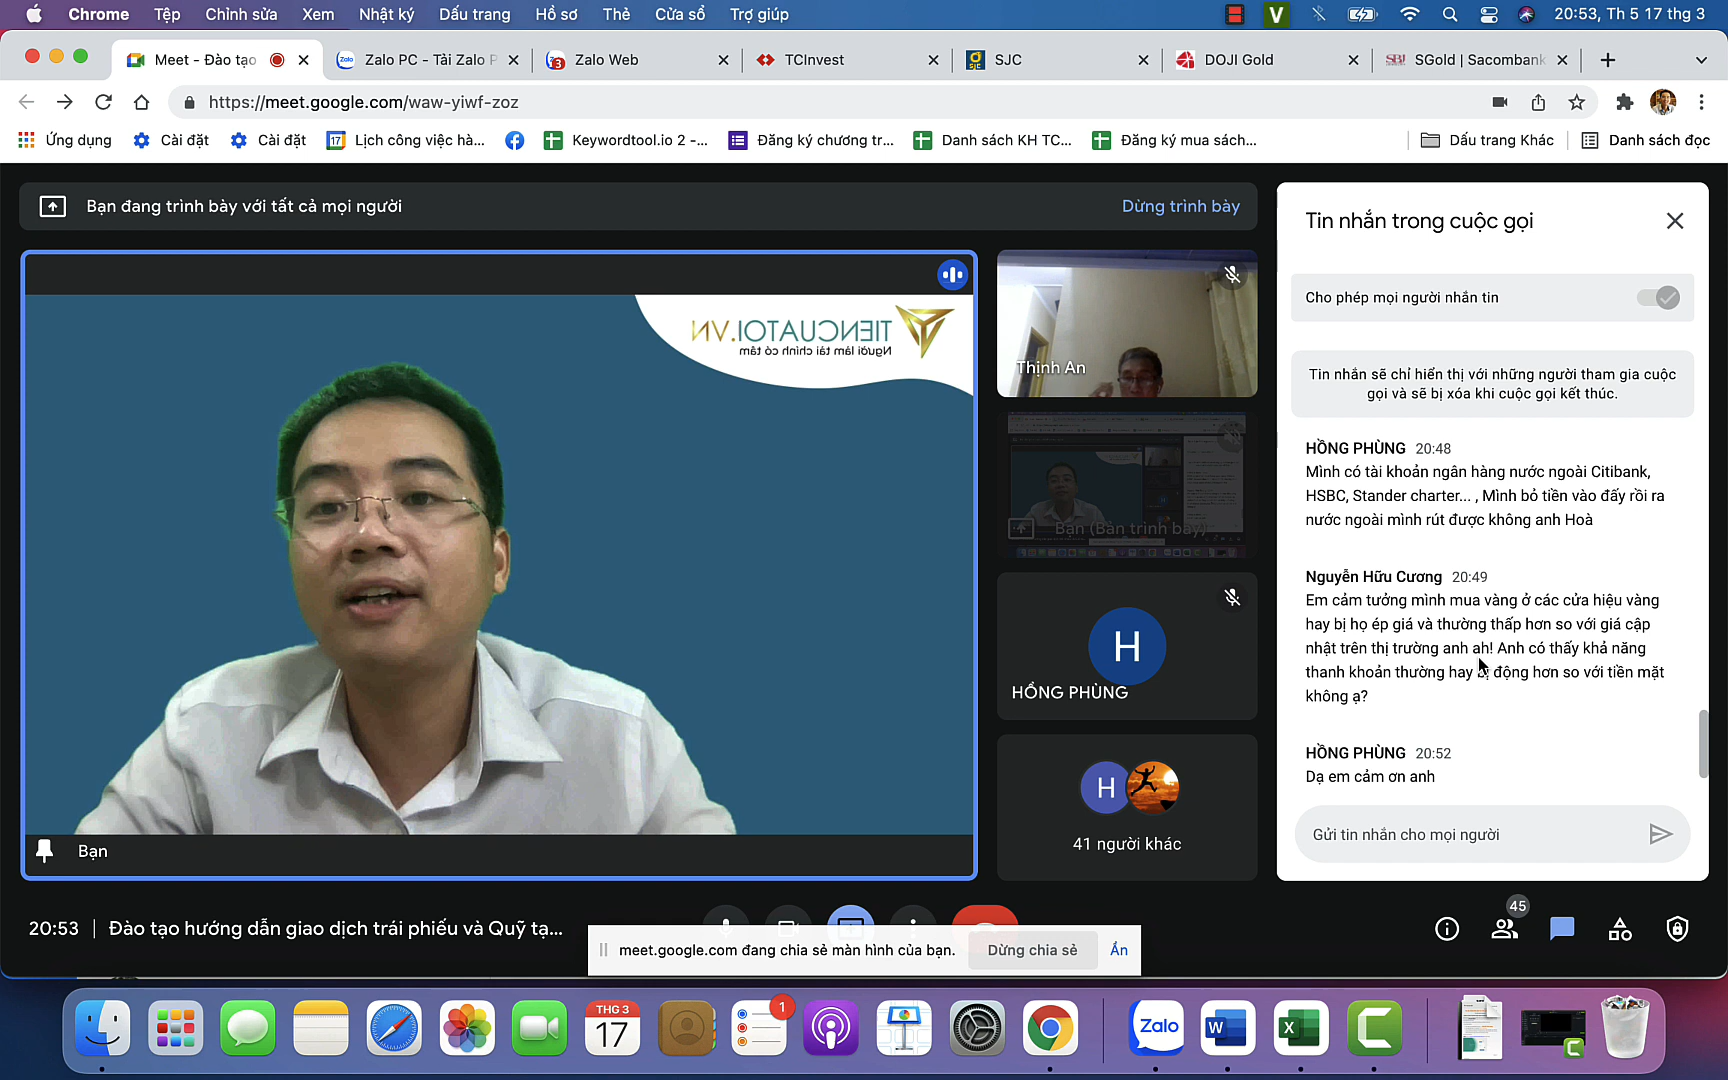 Chrome Tệp Chỉnh sửa Xem Nhật ký Dấu trang Hồ sơ Thẻ Cửa sổ Trợ giúp V 20:53, Th 5 17 thg 3
Meet - Đào tạo Zalo PC - Tải Zalo P Zalo Web TCInvest SJC DOJI Gold SGold | Sacombank
https://meet.google.com/waw-yiwf-zoz
Ứng dụng Cài đặt Cài đặt Lịch công việc hà... Keywordtool.io 2 -... Đăng ký chương tr... Danh sách KH TC... Đăng ký mua sách... Dấu trang Khác Danh sách đọc
Bạn đang trình bày với tất cả mọi người
Dừng trình bày
TIENCUATOI.VN
Người làm tài chính có tâm
Bạn
Thịnh An
Bạn (Bản trình bày)
H
HỒNG PHÙNG
H
41 người khác
Tin nhắn trong cuộc gọi
Cho phép mọi người nhắn tin
Tin nhắn sẽ chỉ hiển thị với những người tham gia cuộc
gọi và sẽ bị xóa khi cuộc gọi kết thúc.
HỒNG PHÙNG 20:48
Mình có tài khoản ngân hàng nước ngoài Citibank,
HSBC, Stander charter... , Mình bỏ tiền vào đấy rồi ra
nước ngoài mình rút được không anh Hoà
Nguyễn Hữu Cương 20:49
Em cảm tưởng mình mua vàng ở các cửa hiệu vàng
hay bị họ ép giá và thường thấp hơn so với giá cập
nhật trên thị trường anh ah! Anh có thấy khả năng
thanh khoản thường hay bị động hơn so với tiền mặt
không ạ?
HỒNG PHÙNG 20:52
Dạ em cảm ơn anh
Gửi tin nhắn cho mọi người
20:53 | Đào tạo hướng dẫn giao dịch trái phiếu và Quỹ tạ...
45
meet.google.com đang chia sẻ màn hình của bạn. Dừng chia sẻ Ẩn
THG 3
17
1
Zalo
W
X